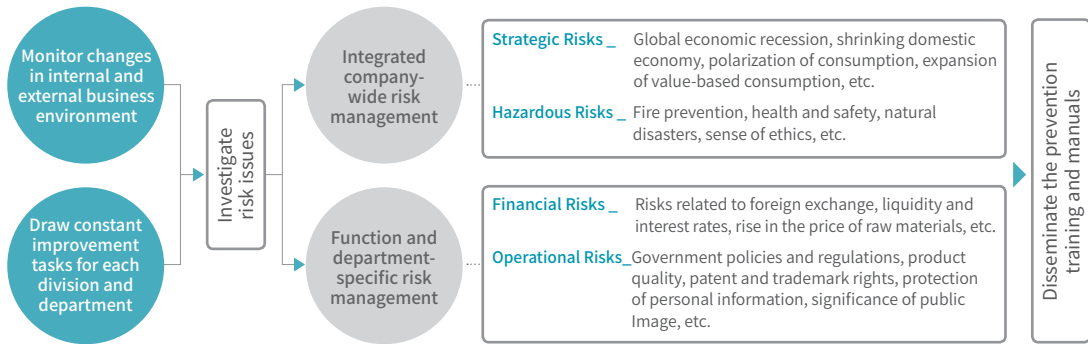 Monitor changes
in internal and
external business
environment
Draw constant
improvement
tasks for each
division and
department
Investigate
risk issues
Integrated
company-
wide risk
management
Function and
department-
specific risk
management
Strategic Risks _ Global economic recession, shrinking domestic
economy, polarization of consumption, expansion
of value-based consumption, etc.
Hazardous Risks _ Fire prevention, health and safety, natural
disasters, sense of ethics, etc.
Financial Risks _ Risks related to foreign exchange, liquidity and
interest rates, rise in the price of raw materials, etc.
Operational Risks_Government policies and regulations, product
quality, patent and trademark rights, protection
of personal information, significance of public
Image, etc.
Disseminate the prevention
training and manuals